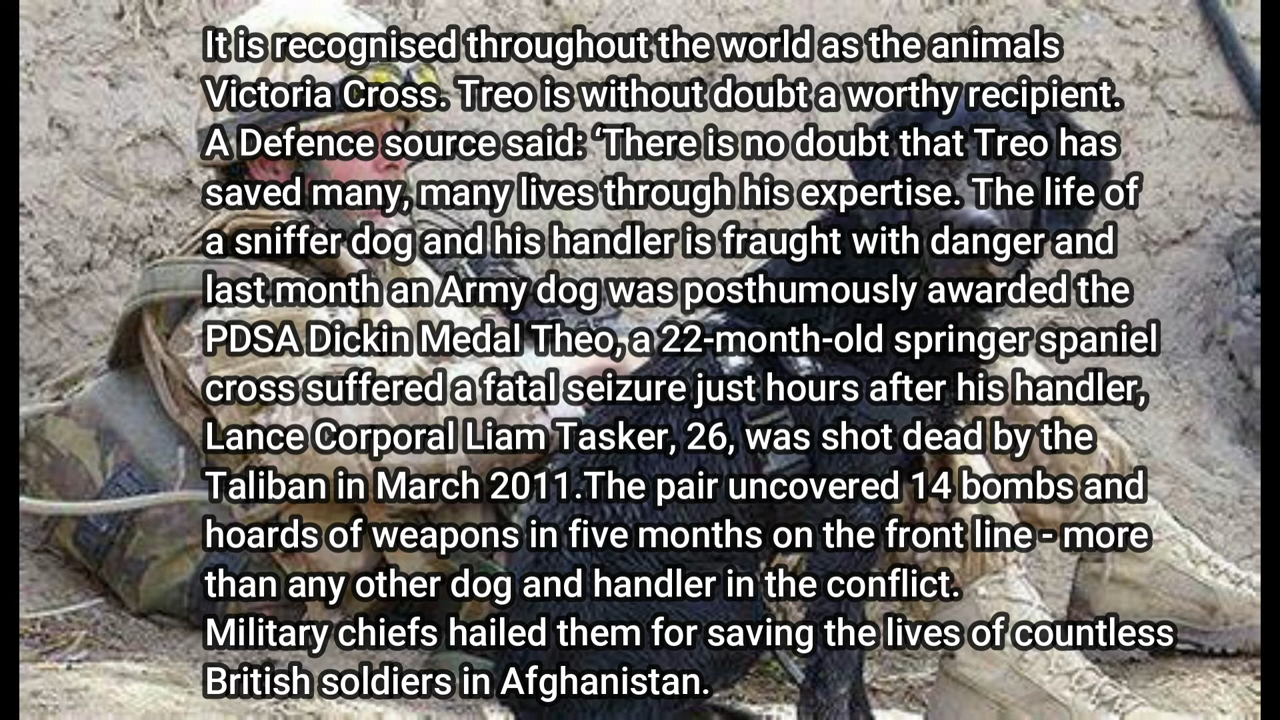 It is recognised throughout the world as the animals
Victoria Cross. Treo is without doubt a worthy recipient.
A Defence source said: ‘There is no doubt that Treo has
saved many, many lives through his expertise. The life of
a sniffer dog and his handler is fraught with danger and
last month an Army dog was posthumously awarded the
PDSA Dickin Medal Theo, a 22-month-old springer spaniel
cross suffered a fatal seizure just hours after his handler,
Lance Corporal Liam Tasker, 26, was shot dead by the
Taliban in March 2011.The pair uncovered 14 bombs and
hoards of weapons in five months on the front line - more
than any other dog and handler in the conflict.
Military chiefs hailed them for saving the lives of countless
British soldiers in Afghanistan.